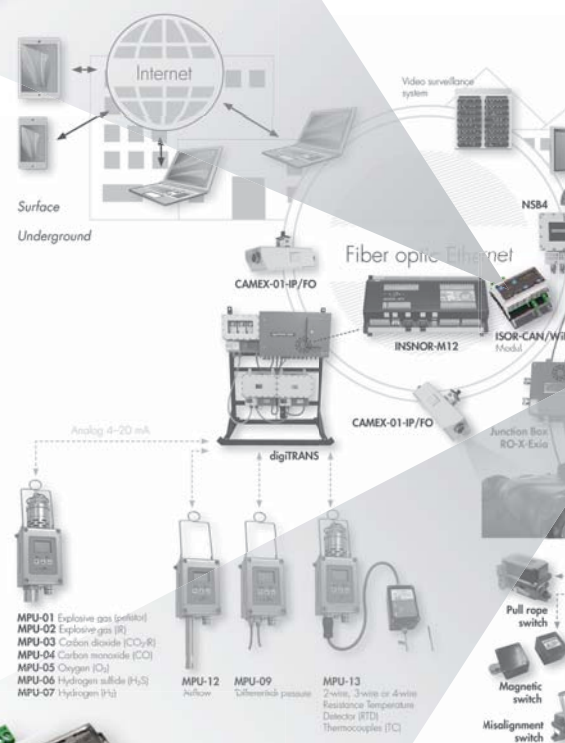 Internet
Video surveillance
system
Surface
Underground
NSB4
Fiber optic Ethernet
CAMEX-01-IP/FO
INSNOR-M12
ISOR-CAN/Wi
Modul
CAMEX-01-IP/FO
Junction Box
RO-X-Exia
Analog 4–20 mA
digiTRANS
MPU-01 Explosive gas (pellistor)
MPU-02 Explosive gas (IR)
MPU-03 Carbon dioxide (CO₂-IR)
MPU-04 Carbon monoxide (CO)
MPU-05 Oxygen (O₂)
MPU-06 Hydrogen sulfide (H₂S)
MPU-07 Hydrogen (H₂)
MPU-12
Airflow
MPU-09
Differential pressure
MPU-13
2-wire, 3-wire or 4-wire
Resistance Temperature
Detector (RTD)
Thermocouples (TC)
Pull rope
switch
Magnetic
switch
Misalignment
switch